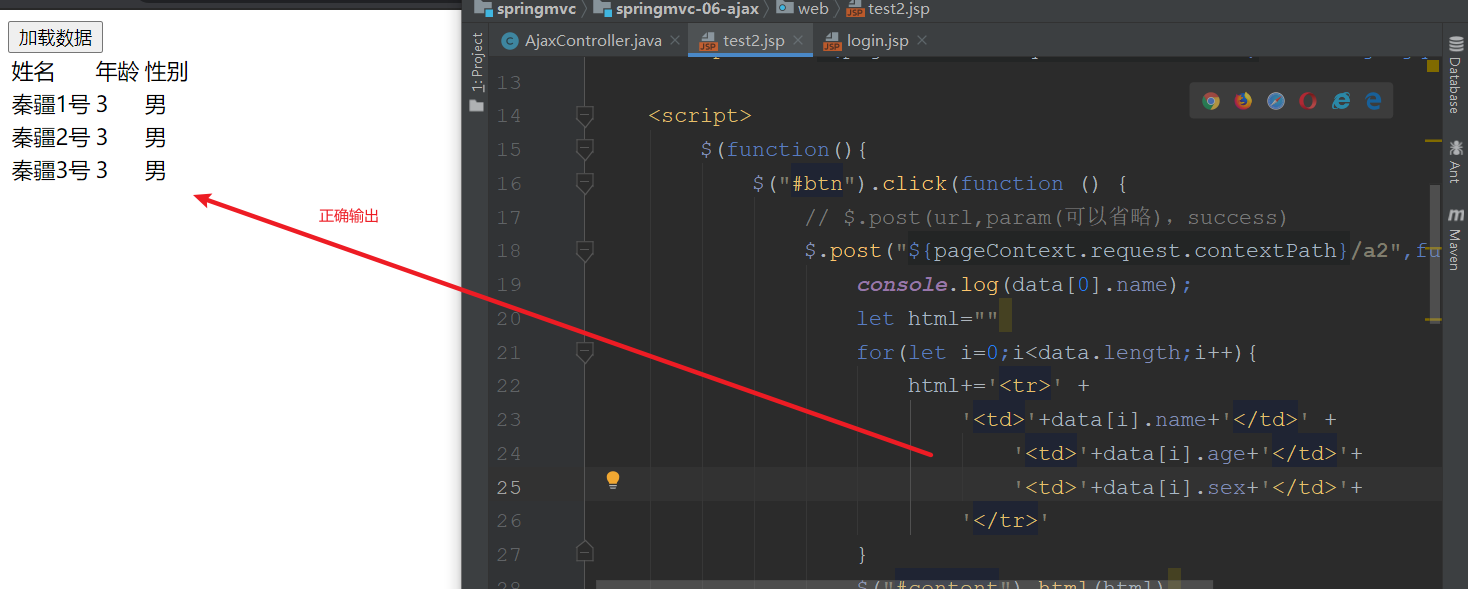 加载数据
姓名 年龄 性别
秦疆1号 3 男
秦疆2号 3 男
秦疆3号 3 男
正确输出
springmvc springmvc-06-ajax web test2.jsp
AjaxController.java test2.jsp login.jsp
1: Project
13
14 <script>
15 $(function(){
16 $("#btn").click(function () {
17 // $.post(url,param(可以省略), success)
18 $.post("${pageContext.request.contextPath}/a2",fu
19 console.log(data[0].name);
20 let html=""
21 for(let i=0;i<data.length;i++){
22 html+='<tr>' +
23 '<td>'+data[i].name+'</td>' +
24 '<td>'+data[i].age+'</td>'+
25 '<td>'+data[i].sex+'</td>'+
26 '</tr>'
27 }
28 $("#content").html(html)
Database
Ant
Maven